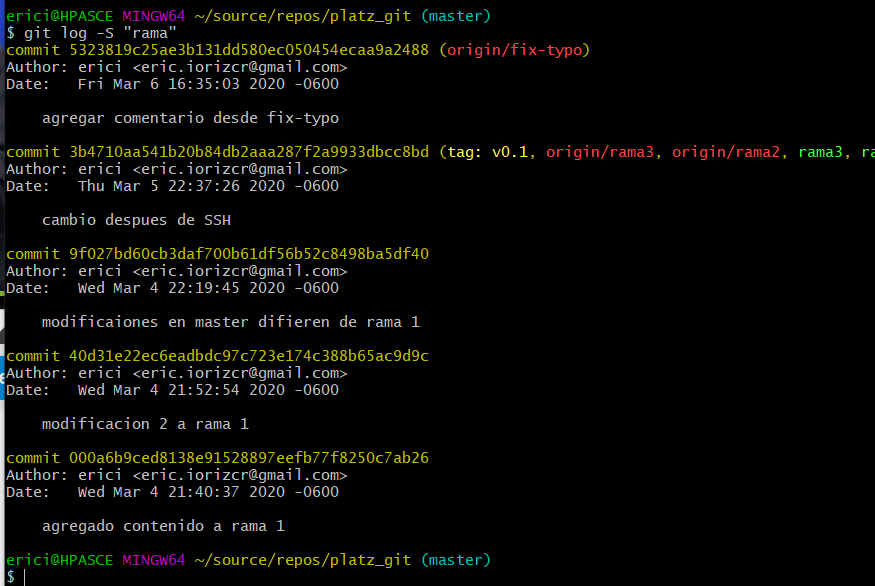 erici@HPASCE MINGW64 ~/source/repos/platz_git (master)
$ git log -S "rama"
commit 5323819c25ae3b131dd580ec050454ecaa9a2488 (origin/fix-typo)
Author: erici <eric.iorizcr@gmail.com>
Date:   Fri Mar 6 16:35:03 2020 -0600
    agregar comentario desde fix-typo
commit 3b4710aa541b20b84db2aaa287f2a9933dbcc8bd (tag: v0.1, origin/rama3, origin/rama2, rama3, ra
Author: erici <eric.iorizcr@gmail.com>
Date:   Thu Mar 5 22:37:26 2020 -0600
    cambio despues de SSH
commit 9f027bd60cb3daf700b61df56b52c8498ba5df40
Author: erici <eric.iorizcr@gmail.com>
Date:   Wed Mar 4 22:19:45 2020 -0600
    modificaiones en master difieren de rama 1
commit 40d31e22ec6eadbdc97c723e174c388b65ac9d9c
Author: erici <eric.iorizcr@gmail.com>
Date:   Wed Mar 4 21:52:54 2020 -0600
    modificacion 2 a rama 1
commit 000a6b9ced8138e91528897eefb77f8250c7ab26
Author: erici <eric.iorizcr@gmail.com>
Date:   Wed Mar 4 21:40:37 2020 -0600
    agregado contenido a rama 1
erici@HPASCE MINGW64 ~/source/repos/platz_git (master)
$